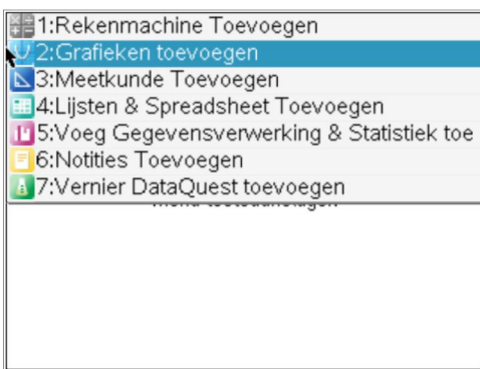 1:Rekenmachine Toevoegen
2:Grafieken toevoegen
3:Meetkunde Toevoegen
4:Lijsten & Spreadsheet Toevoegen
5:Voeg Gegevensverwerking & Statistiek toe
6:Notities Toevoegen
7:Vernier DataQuest toevoegen